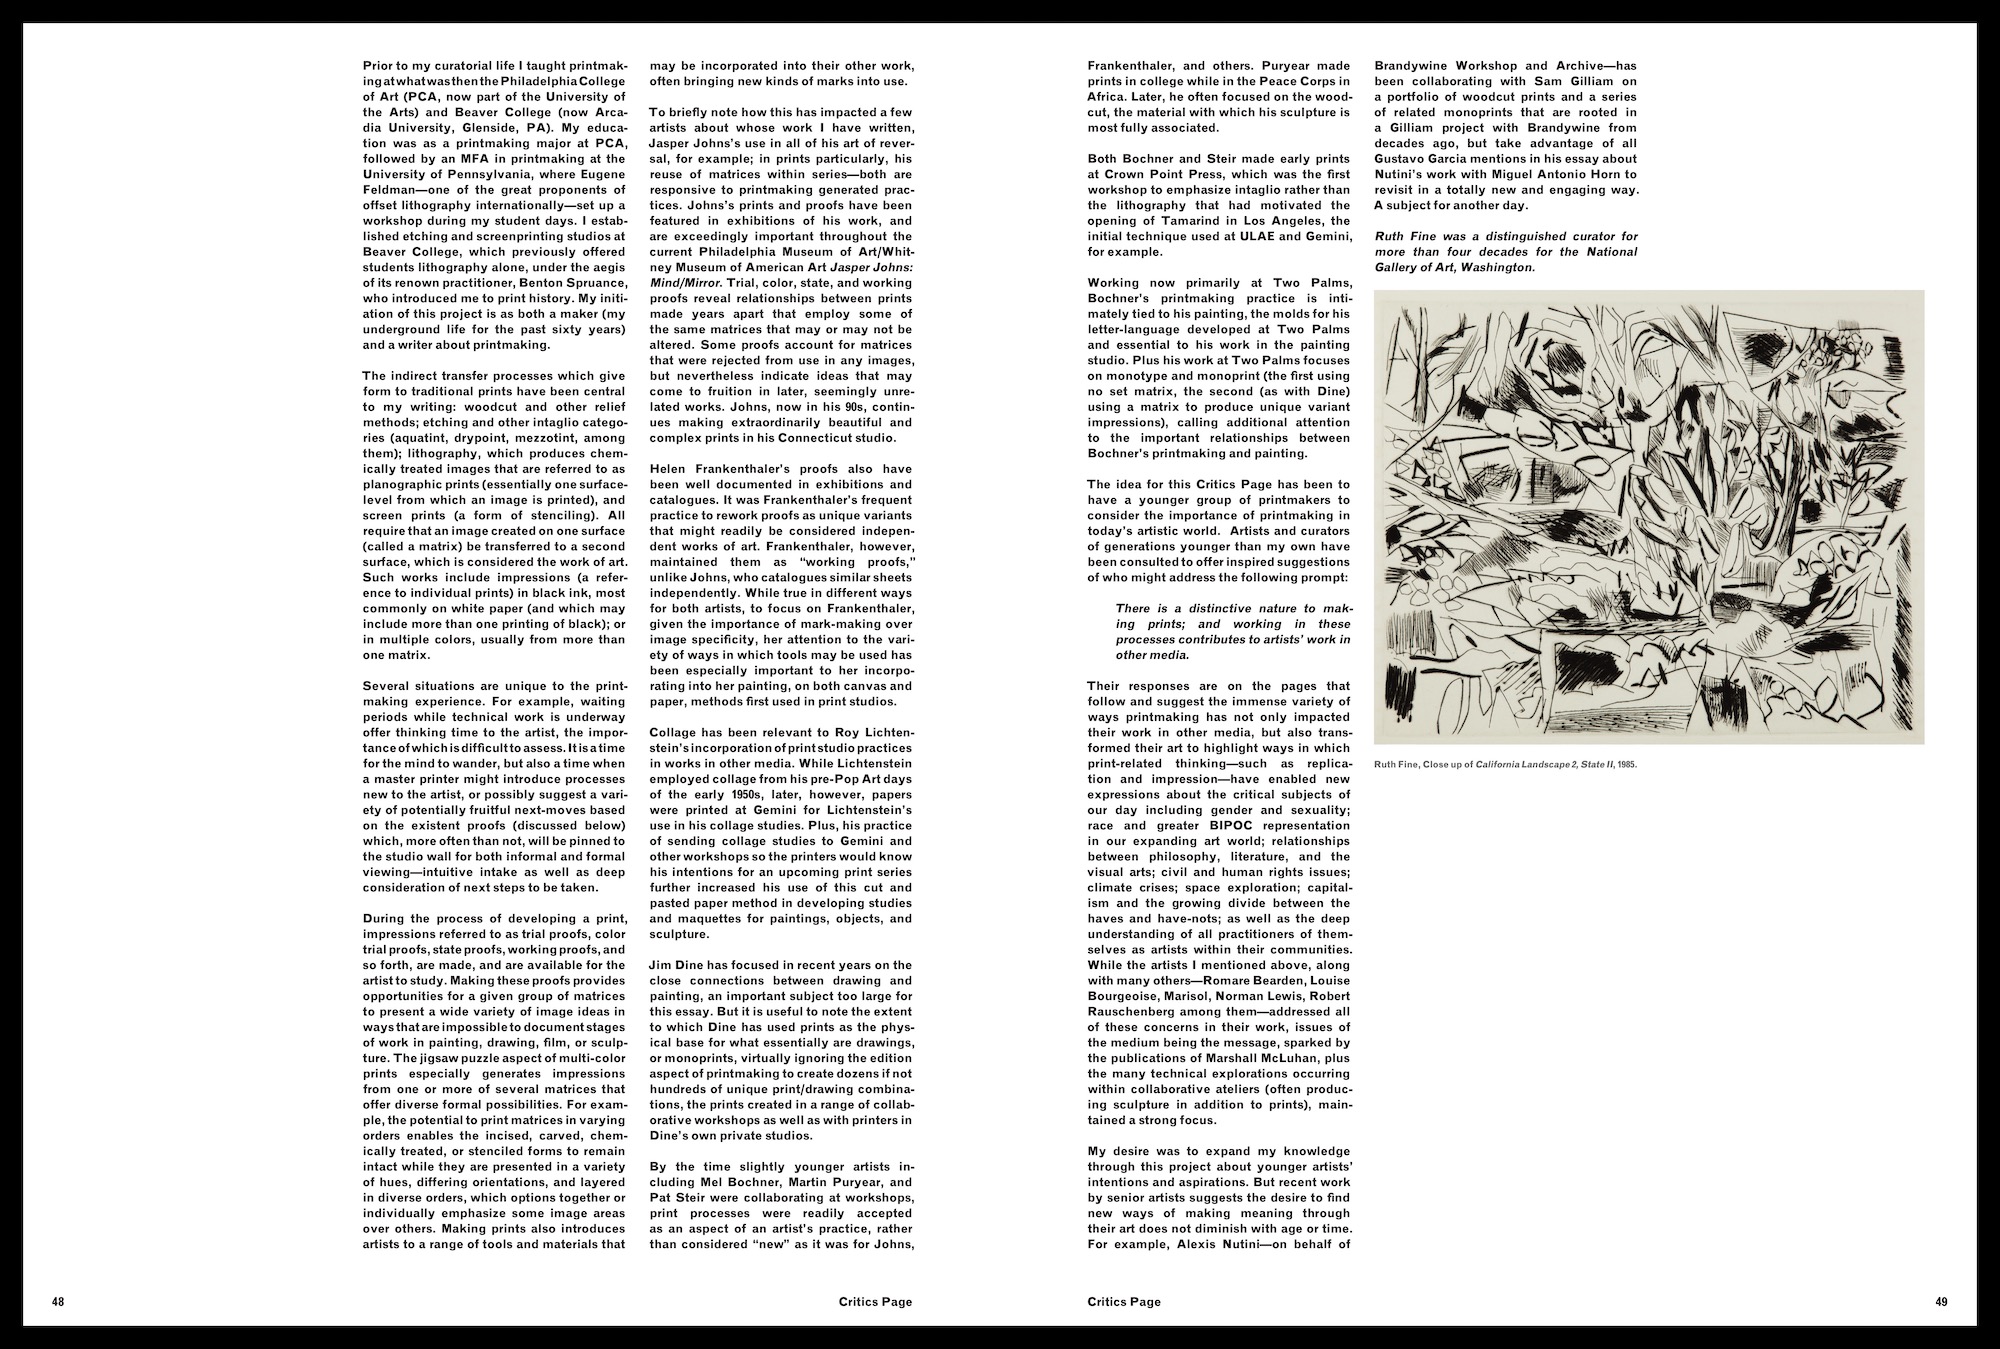 Prior to my curatorial life I taught printmak-
ing at what was then the Philadelphia College
of Art (PCA, now part of the University of
the Arts) and Beaver College (now Arca-
dia University, Glenside, PA). My educa-
tion was as a printmaking major at PCA,
followed by an MFA in printmaking at the
University of Pennsylvania, where Eugene
Feldman—one of the great proponents of
offset lithography internationally—set up a
workshop during my student days. I estab-
lished etching and screenprinting studios at
Beaver College, which previously offered
students lithography alone, under the aegis
of its renown practitioner, Benton Spruance,
who introduced me to print history. My initi-
ation of this project is as both a maker (my
underground life for the past sixty years)
and a writer about printmaking.
The indirect transfer processes which give
form to traditional prints have been central
to my writing: woodcut and other relief
methods; etching and other intaglio catego-
ries (aquatint, drypoint, mezzotint, among
them); lithography, which produces chem-
ically treated images that are referred to as
planographic prints (essentially one surface-
level from which an image is printed), and
screen prints (a form of stenciling). All
require that an image created on one surface
(called a matrix) be transferred to a second
surface, which is considered the work of art.
Such works include impressions (a refer-
ence to individual prints) in black ink, most
commonly on white paper (and which may
include more than one printing of black); or
in multiple colors, usually from more than
one matrix.
Several situations are unique to the print-
making experience. For example, waiting
periods while technical work is underway
offer thinking time to the artist, the impor-
tance of which is difficult to assess. It is a time
for the mind to wander, but also a time when
a master printer might introduce processes
new to the artist, or possibly suggest a vari-
ety of potentially fruitful next-moves based
on the existent proofs (discussed below)
which, more often than not, will be pinned to
the studio wall for both informal and formal
viewing—intuitive intake as well as deep
consideration of next steps to be taken.
During the process of developing a print,
impressions referred to as trial proofs, color
trial proofs, state proofs, working proofs, and
so forth, are made, and are available for the
artist to study. Making these proofs provides
opportunities for a given group of matrices
to present a wide variety of image ideas in
ways that are impossible to document stages
of work in painting, drawing, film, or sculp-
ture. The jigsaw puzzle aspect of multi-color
prints especially generates impressions
from one or more of several matrices that
offer diverse formal possibilities. For exam-
ple, the potential to print matrices in varying
orders enables the incised, carved, chem-
ically treated, or stenciled forms to remain
intact while they are presented in a variety
of hues, differing orientations, and layered
in diverse orders, which options together or
individually emphasize some image areas
over others. Making prints also introduces
artists to a range of tools and materials that
may be incorporated into their other work,
often bringing new kinds of marks into use.
To briefly note how this has impacted a few
artists about whose work I have written,
Jasper Johns's use in all of his art of rever-
sal, for example; in prints particularly, his
reuse of matrices within series—both are
responsive to printmaking generated prac-
tices. Johns's prints and proofs have been
featured in exhibitions of his work, and
are exceedingly important throughout the
current Philadelphia Museum of Art/Whit-
ney Museum of American Art Jasper Johns:
Mind/Mirror. Trial, color, state, and working
proofs reveal relationships between prints
made years apart that employ some of
the same matrices that may or may not be
altered. Some proofs account for matrices
that were rejected from use in any images,
but nevertheless indicate ideas that may
come to fruition in later, seemingly unre-
lated works. Johns, now in his 90s, contin-
ues making extraordinarily beautiful and
complex prints in his Connecticut studio.
Helen Frankenthaler's proofs also have
been well documented in exhibitions and
catalogues. It was Frankenthaler's frequent
practice to rework proofs as unique variants
that might readily be considered indepen-
dent works of art. Frankenthaler, however,
maintained them as “working proofs,”
unlike Johns, who catalogues similar sheets
independently. While true in different ways
for both artists, to focus on Frankenthaler,
given the importance of mark-making over
image specificity, her attention to the vari-
ety of ways in which tools may be used has
been especially important to her incorpo-
rating into her painting, on both canvas and
paper, methods first used in print studios.
Collage has been relevant to Roy Lichten-
stein's incorporation of print studio practices
in works in other media. While Lichtenstein
employed collage from his pre-Pop Art days
of the early 1950s, later, however, papers
were printed at Gemini for Lichtenstein's
use in his collage studies. Plus, his practice
of sending collage studies to Gemini and
other workshops so the printers would know
his intentions for an upcoming print series
further increased his use of this cut and
pasted paper method in developing studies
and maquettes for paintings, objects, and
sculpture.
Jim Dine has focused in recent years on the
close connections between drawing and
painting, an important subject too large for
this essay. But it is useful to note the extent
to which Dine has used prints as the phys-
ical base for what essentially are drawings,
or monoprints, virtually ignoring the edition
aspect of printmaking to create dozens if not
hundreds of unique print/drawing combina-
tions, the prints created in a range of collab-
orative workshops as well as with printers in
Dine's own private studios.
By the time slightly younger artists in-
cluding Mel Bochner, Martin Puryear, and
Pat Steir were collaborating at workshops,
print processes were readily accepted
as an aspect of an artist's practice, rather
than considered “new” as it was for Johns,
48
Critics Page
Frankenthaler, and others. Puryear made
prints in college while in the Peace Corps in
Africa. Later, he often focused on the wood-
cut, the material with which his sculpture is
most fully associated.
Both Bochner and Steir made early prints
at Crown Point Press, which was the first
workshop to emphasize intaglio rather than
the lithography that had motivated the
opening of Tamarind in Los Angeles, the
initial technique used at ULAE and Gemini,
for example.
Working now primarily at Two Palms,
Bochner's printmaking practice is inti-
mately tied to his painting, the molds for his
letter-language developed at Two Palms
and essential to his work in the painting
studio. Plus his work at Two Palms focuses
on monotype and monoprint (the first using
no set matrix, the second (as with Dine)
using a matrix to produce unique variant
impressions), calling additional attention
to the important relationships between
Bochner's printmaking and painting.
The idea for this Critics Page has been to
have a younger group of printmakers to
consider the importance of printmaking in
today's artistic world. Artists and curators
of generations younger than my own have
been consulted to offer inspired suggestions
of who might address the following prompt:
There is a distinctive nature to mak-
ing prints; and working in these
processes contributes to artists' work in
other media.
Their responses are on the pages that
follow and suggest the immense variety of
ways printmaking has not only impacted
their work in other media, but also trans-
formed their art to highlight ways in which
print-related thinking—such as replica-
tion and impression—have enabled new
expressions about the critical subjects of
our day including gender and sexuality;
race and greater BIPOC representation
in our expanding art world; relationships
between philosophy, literature, and the
visual arts; civil and human rights issues;
climate crises; space exploration; capital-
ism and the growing divide between the
haves and have-nots; as well as the deep
understanding of all practitioners of them-
selves as artists within their communities.
While the artists I mentioned above, along
with many others—Romare Bearden, Louise
Bourgeoise, Marisol, Norman Lewis, Robert
Rauschenberg among them—addressed all
of these concerns in their work, issues of
the medium being the message, sparked by
the publications of Marshall McLuhan, plus
the many technical explorations occurring
within collaborative ateliers (often produc-
ing sculpture in addition to prints), main-
tained a strong focus.
My desire was to expand my knowledge
through this project about younger artists'
intentions and aspirations. But recent work
by senior artists suggests the desire to find
new ways of making meaning through
their art does not diminish with age or time.
For example, Alexis Nutini—on behalf of
Brandywine Workshop and Archive—has
been collaborating with Sam Gilliam on
a portfolio of woodcut prints and a series
of related monoprints that are rooted in
a Gilliam project with Brandywine from
decades ago, but take advantage of all
Gustavo Garcia mentions in his essay about
Nutini's work with Miguel Antonio Horn to
revisit in a totally new and engaging way.
A subject for another day.
Ruth Fine was a distinguished curator for
more than four decades for the National
Gallery of Art, Washington.
Ruth Fine, Close up of California Landscape 2, State II, 1985.
Critics Page
49